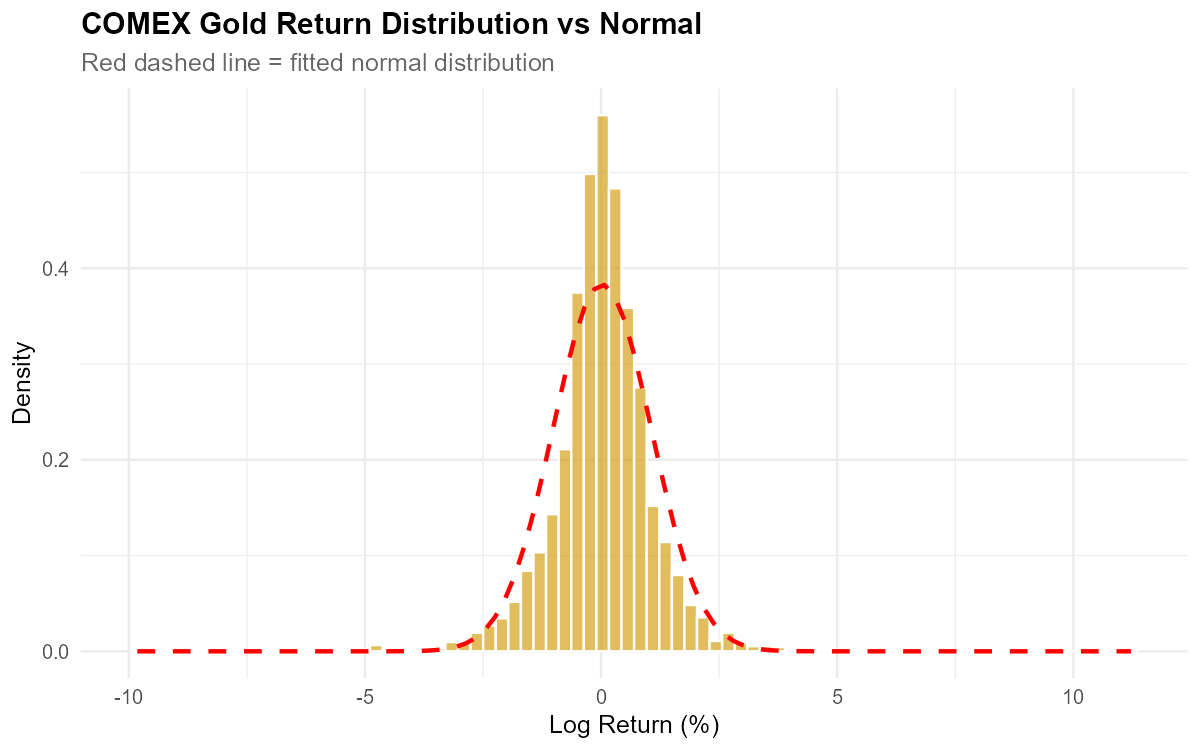 COMEX Gold Return Distribution vs Normal
Red dashed line = fitted normal distribution
Density
0.4
0.2
0.0
-10
-5
0
5
10
Log Return (%)